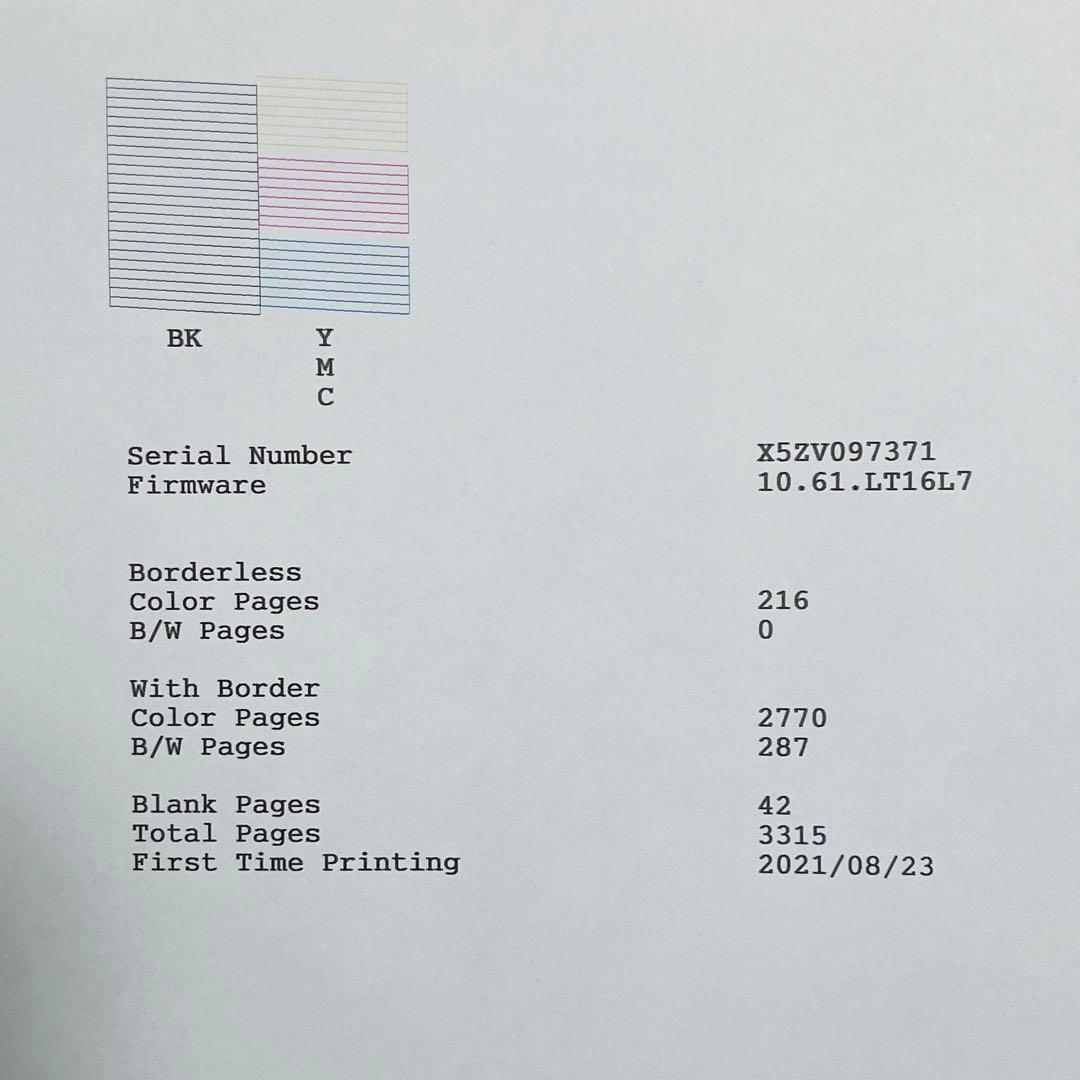 BK Y
M
C
Serial Number X5ZV097371
Firmware 10.61.LT16L7
Borderless
Color Pages 216
B/W Pages 0
With Border
Color Pages 2770
B/W Pages 287
Blank Pages 42
Total Pages 3315
First Time Printing 2021/08/23